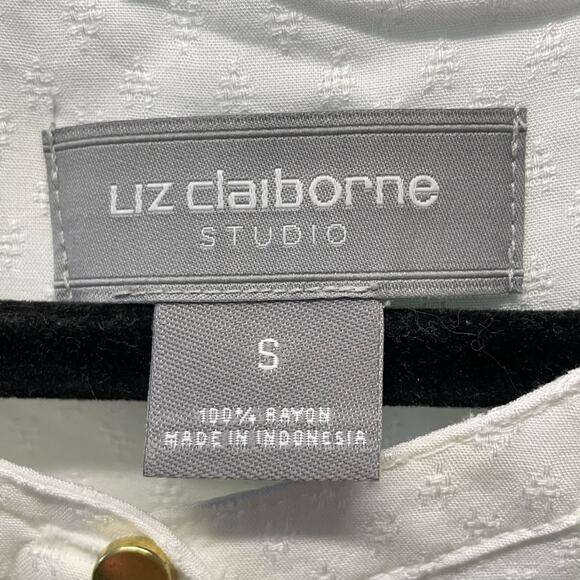 LIZ claiborne
STUDIO
S
100% RAYON
MADE IN INDONESIA